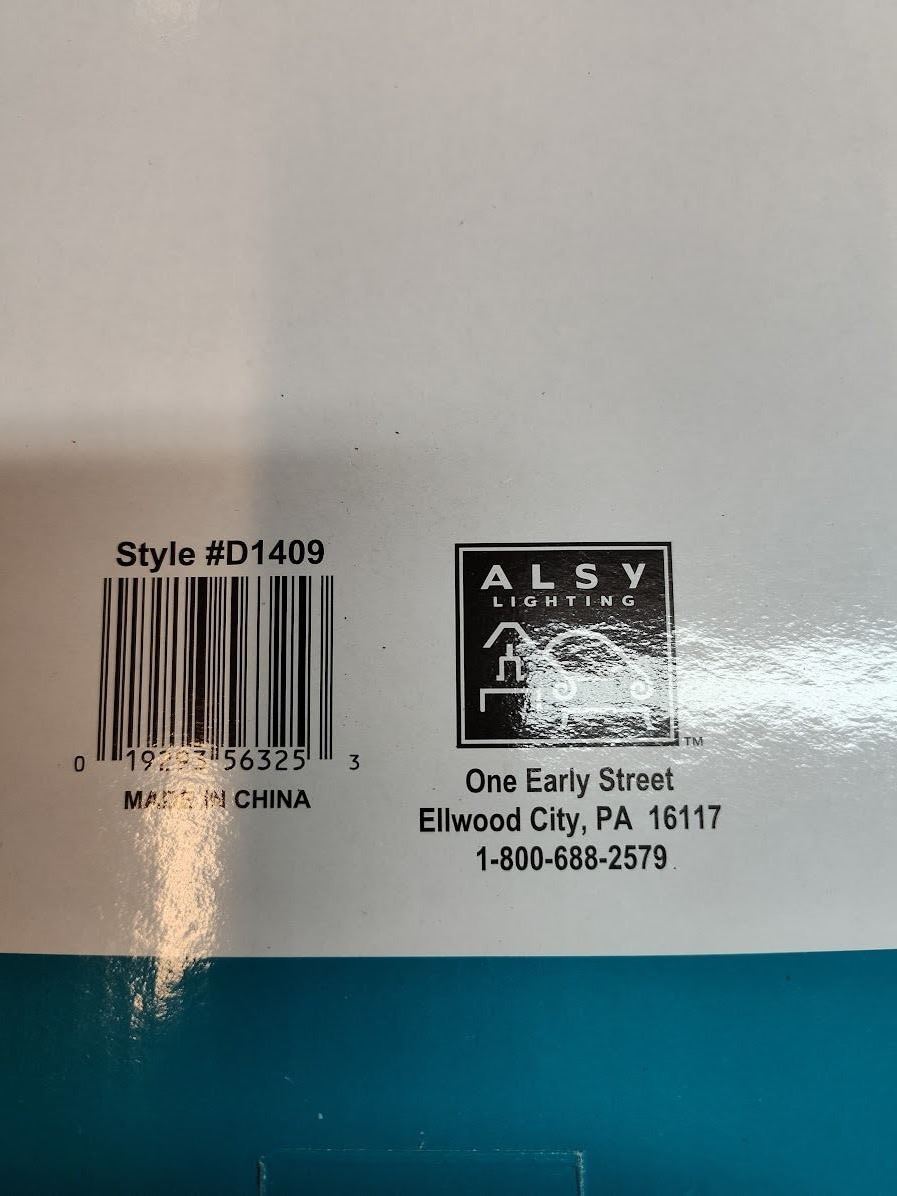 Style #D1409
0 19293 56325 3
MADE IN CHINA
ALSY
LIGHTING
TM
One Early Street
Ellwood City, PA 16117
1-800-688-2579